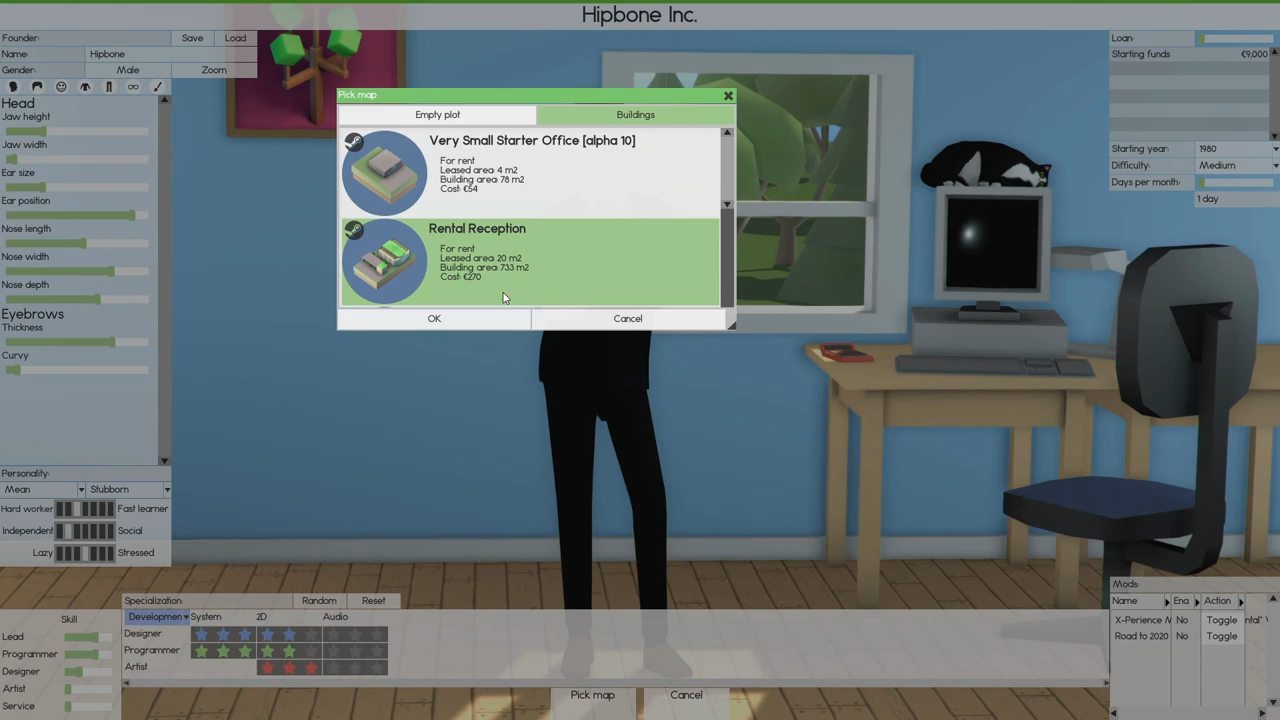 Hipbone Inc.
Founder:
Save
Load
Name:
Hipbone
Gender:
Male
Zoom
Head
Jaw height
Jaw width
Ear size
Ear position
Nose length
Nose width
Nose depth
Eyebrows
Thickness
Curvy
Personality:
Mean
Stubborn
Hard worker
Fast learner
Independent
Social
Lazy
Stressed
Pick map
Empty plot
Buildings
Very Small Starter Office [alpha 10]
For rent
Leased area: 4 m2
Building area: 78 m2
Cost: €54
Rental Reception
For rent
Leased area: 20 m2
Building area: 733 m2
Cost: €270
OK
Cancel
Loan:
Starting funds
€9,000
Starting year:
1980
Difficulty:
Medium
Days per month:
1 day
Skill
Lead
Programmer
Designer
Artist
Service
Specialization:
Random
Reset
Developmen
System
2D
Audio
Designer
Programmer
Artist
Pick map
Cancel
Mods
Name
Ena
Action
X-Perience
No
Toggle
Road to 2020
No
Toggle